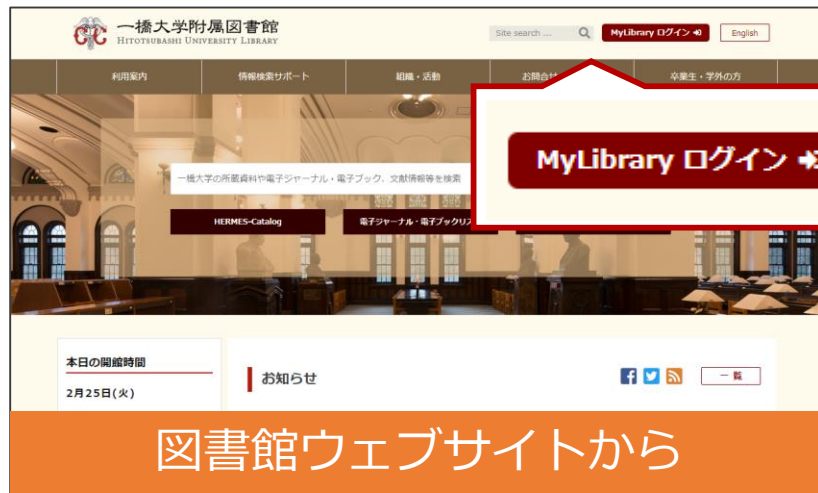 一橋大学附属図書館
HITOTSUBASHI UNIVERSITY LIBRARY
Site search ...
MyLibrary ログイン
English
利用案内
情報検索サポート
組織・活動
お問合せ
卒業生・学外の方
MyLibrary ログイン
一橋大学の所蔵資料や電子ジャーナル・電子ブック、文献情報等を検索
HERMES-Catalog
電子ジャーナル・電子ブックリス
本日の開館時間
2月25日(火)
お知らせ
一覧
図書館ウェブサイトから